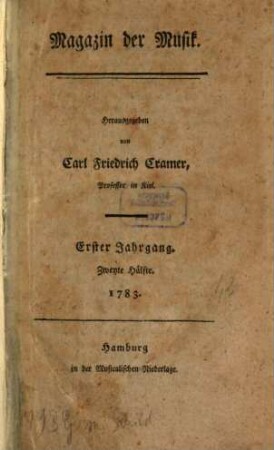 Magazin der Musik.
Herausgegeben
von
Carl Friedrich Cramer,
Professor in Kiel.
Erster Jahrgang.
Zweyte Hälfte.
1783.
Hamburg
in der Musicalischen Niederlage.